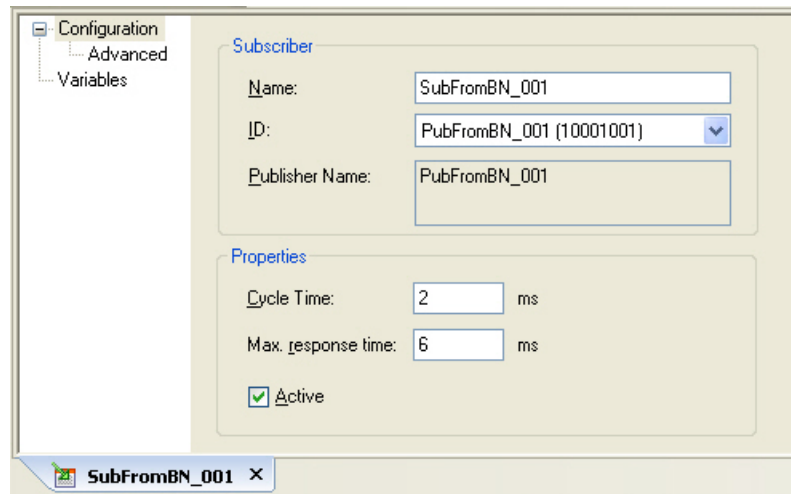 Configuration
Advanced
Variables
Subscriber
Name: SubFromBN_001
ID: PubFromBN_001 (10001001)
Publisher Name: PubFromBN_001
Properties
Cycle Time: 2 ms
Max. response time: 6 ms
Active
SubFromBN_001 ×